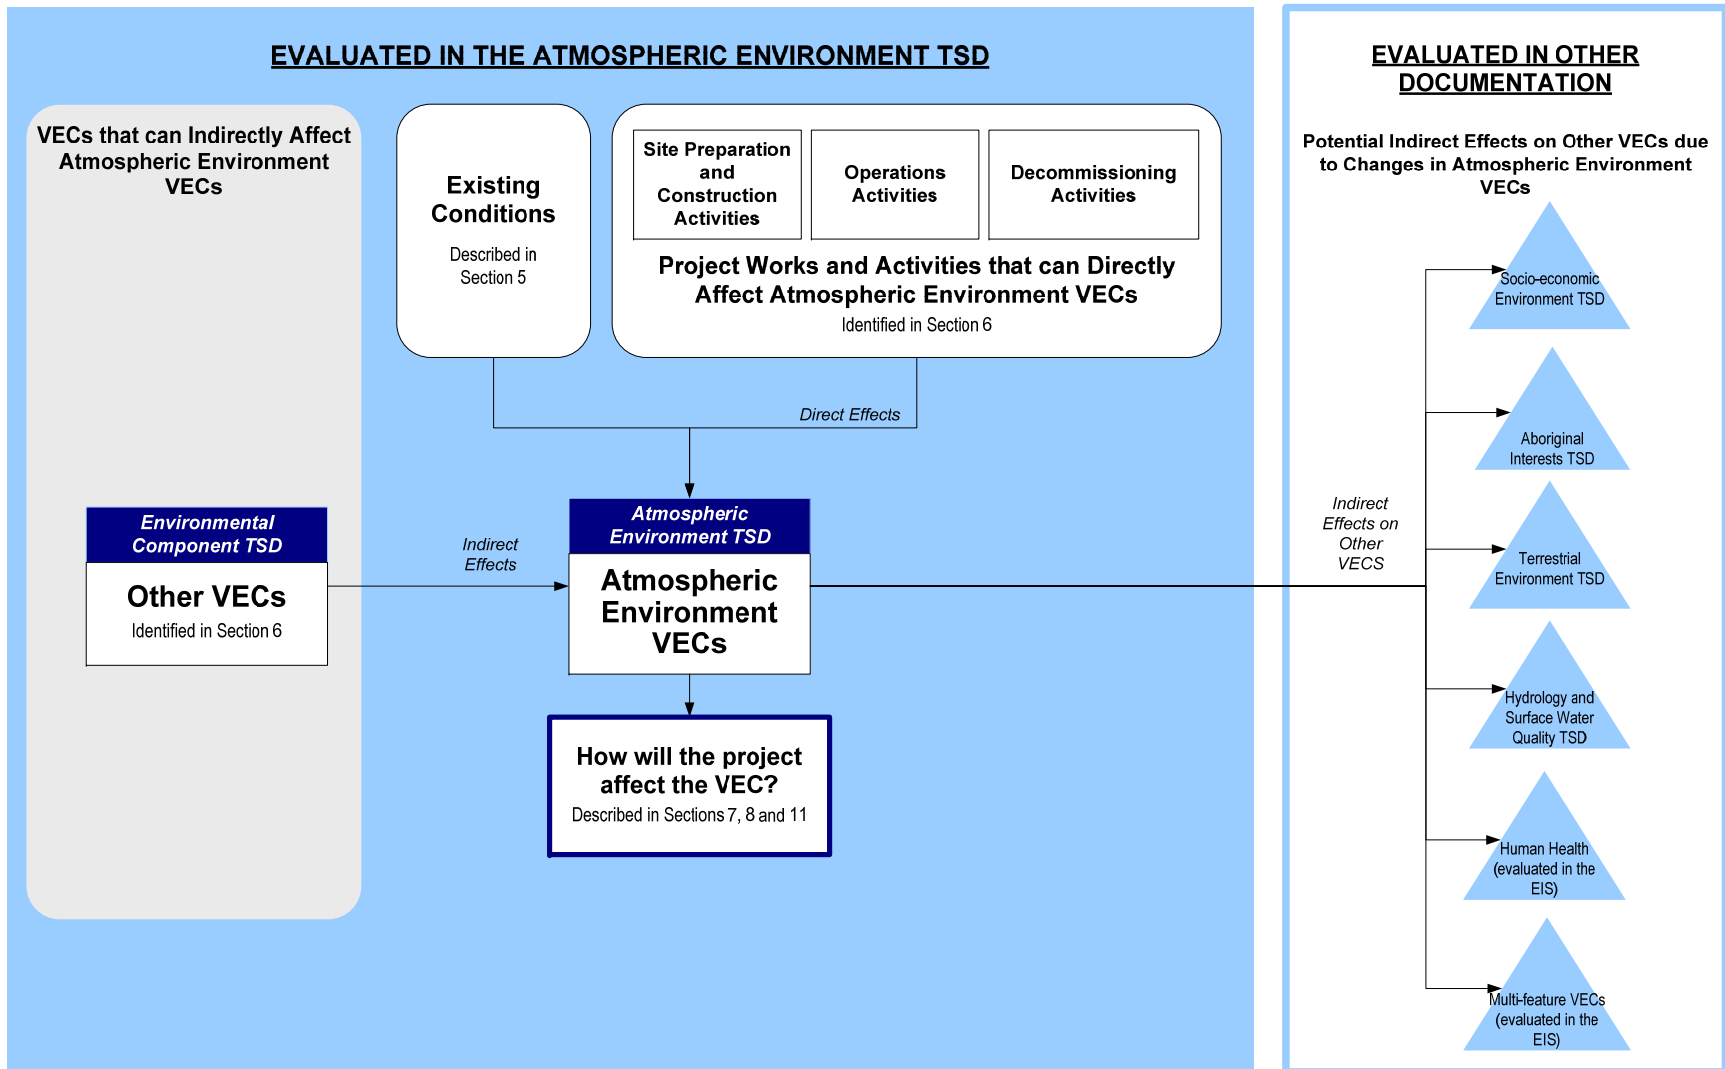 EVALUATED IN THE ATMOSPHERIC ENVIRONMENT TSD
VECs that can Indirectly Affect
Atmospheric Environment
VECs
Existing
Conditions
Described in
Section 5
Site Preparation
and
Construction
Activities
Operations
Activities
Decommissioning
Activities
Project Works and Activities that can Directly
Affect Atmospheric Environment VECs
Identified in Section 6
Direct Effects
Environmental
Component TSD
Other VECs
Identified in Section 6
Indirect
Effects
Atmospheric
Environment TSD
Atmospheric
Environment
VECs
How will the project
affect the VEC?
Described in Sections 7, 8 and 11
EVALUATED IN OTHER
DOCUMENTATION
Potential Indirect Effects on Other VECs due
to Changes in Atmospheric Environment
VECs
Indirect
Effects on
Other
VECS
Socio-economic
Environment TSD
Aboriginal
Interests TSD
Terrestrial
Environment TSD
Hydrology and
Surface Water
Quality TSD
Human Health
(evaluated in the
EIS)
Multi-feature VECs
(evaluated in the
EIS)